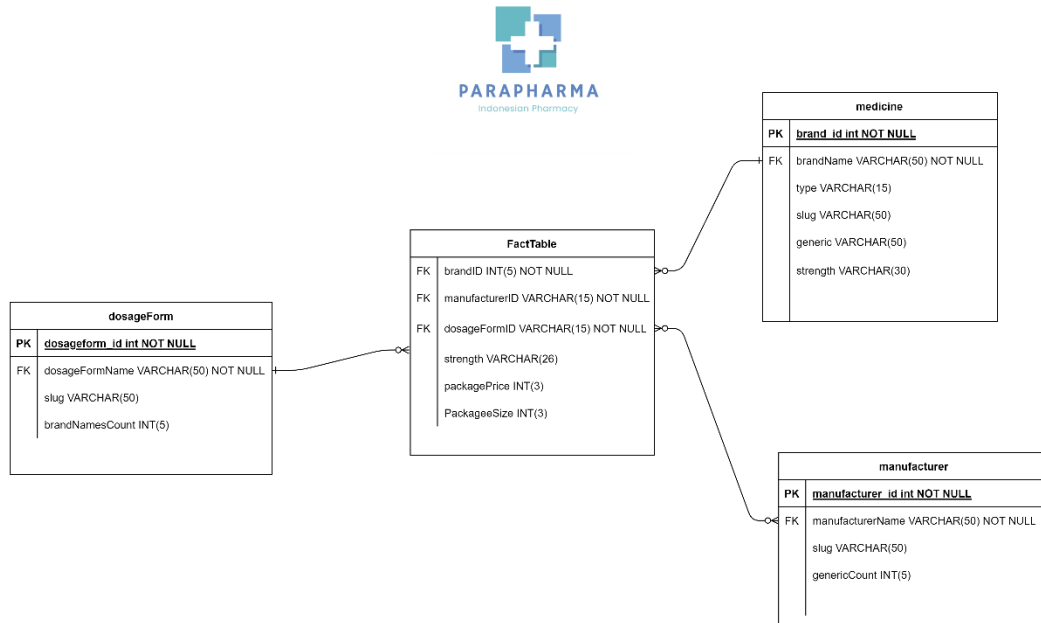 PARAPHARMA
Indonesian Pharmacy
medicine
PK brand_id int NOT NULL
FK brandName VARCHAR(50) NOT NULL
type VARCHAR(15)
slug VARCHAR(50)
generic VARCHAR(50)
strength VARCHAR(30)
FactTable
FK brandID INT(5) NOT NULL
FK manufacturerID VARCHAR(15) NOT NULL
FK dosageFormID VARCHAR(15) NOT NULL
strength VARCHAR(26)
packagePrice INT(3)
PackageeSize INT(3)
dosageForm
PK dosageform_id int NOT NULL
FK dosageFormName VARCHAR(50) NOT NULL
slug VARCHAR(50)
brandNamesCount INT(5)
manufacturer
PK manufacturer_id int NOT NULL
FK manufacturerName VARCHAR(50) NOT NULL
slug VARCHAR(50)
genericCount INT(5)